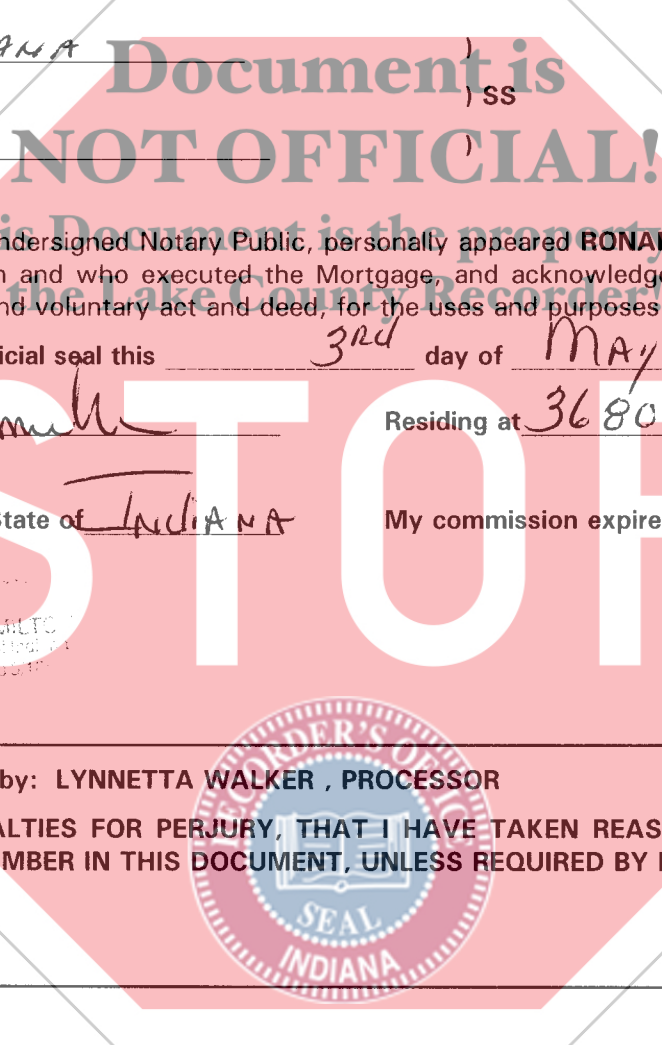 ANA )
Document is
) SS
NOT OFFICIAL!
)
is Document is the property
ndersigned Notary Public, personally appeared RONA
n and who executed the Mortgage, and acknowledge
the Lake County Recorder!
nd voluntary act and deed, for the uses and purposes
icial seal this 3Rd day of MAy
Residing at 3680
STOP
State of INdiANA My commission expire
RECORDER'S OFFICE
by: LYNNETTA WALKER , PROCESSOR
ALTIES FOR PERJURY, THAT I HAVE TAKEN REAS
MBER IN THIS DOCUMENT, UNLESS REQUIRED BY
SEAL
INDIANA